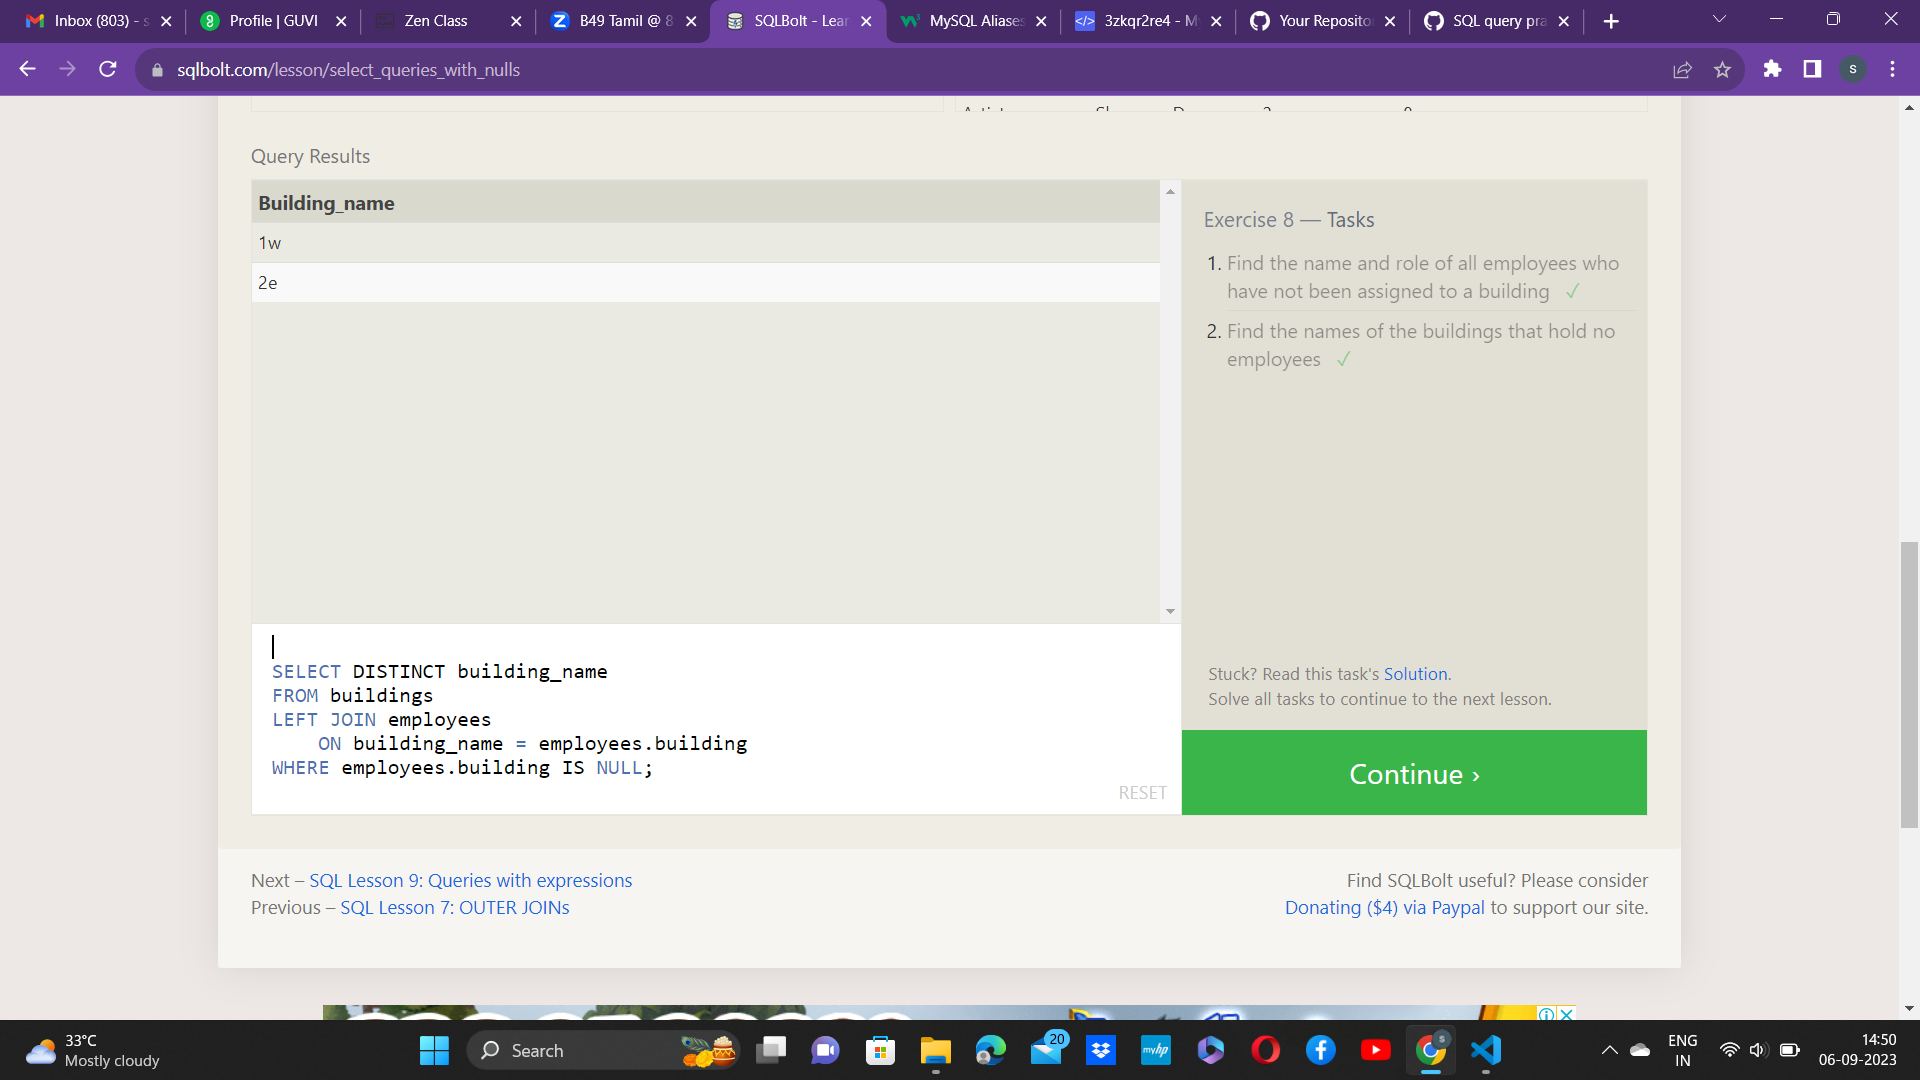 Inbox (803) - s
Profile | GUVI
Zen Class
B49 Tamil @ 8
SQLBolt - Lear
MySQL Aliases
3zkqr2re4 - My
Your Reposito
SQL query pra
sqlbolt.com/lesson/select_queries_with_nulls
Query Results
Building_name
1w
2e
Exercise 8 — Tasks
1. Find the name and role of all employees who
have not been assigned to a building ✓
2. Find the names of the buildings that hold no
employees ✓
SELECT DISTINCT building_name
FROM buildings
LEFT JOIN employees
ON building_name = employees.building
WHERE employees.building IS NULL;
RESET
Stuck? Read this task's Solution.
Solve all tasks to continue to the next lesson.
Continue ›
Next – SQL Lesson 9: Queries with expressions
Previous – SQL Lesson 7: OUTER JOINs
Find SQLBolt useful? Please consider
Donating ($4) via Paypal to support our site.
33°C
Mostly cloudy
Search
20
myhp
ENG
IN
14:50
06-09-2023